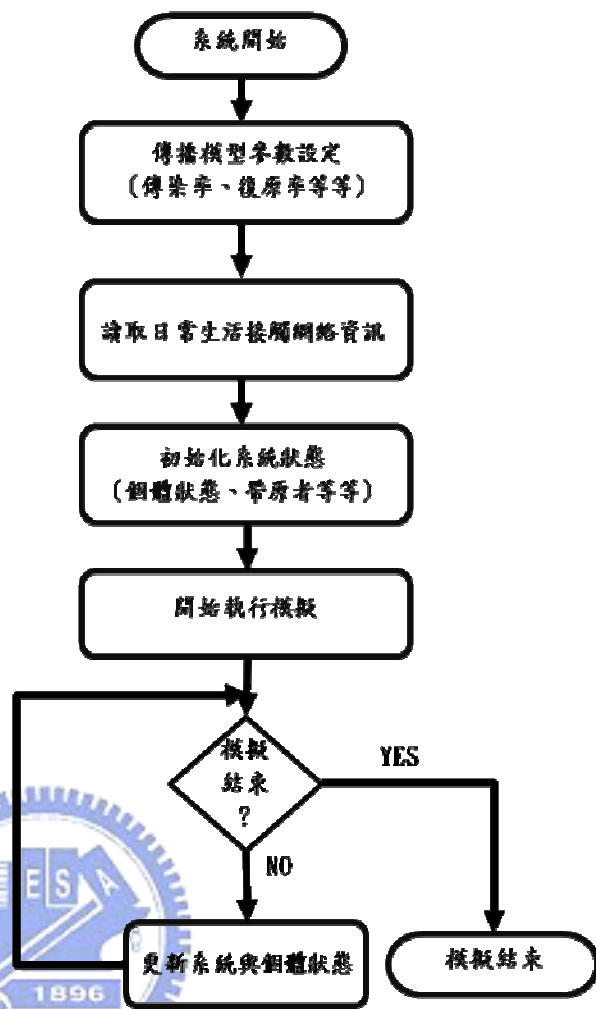 系統開始
傳播模型參數設定
(傳染率、復原率等等)
讀取日常生活接觸網絡資訊
初始化系統狀態
(個體狀態、帶原者等等)
開始執行模擬
模擬
結束
?
YES
NO
更新系統與個體狀態
模擬結束
ESA
1896